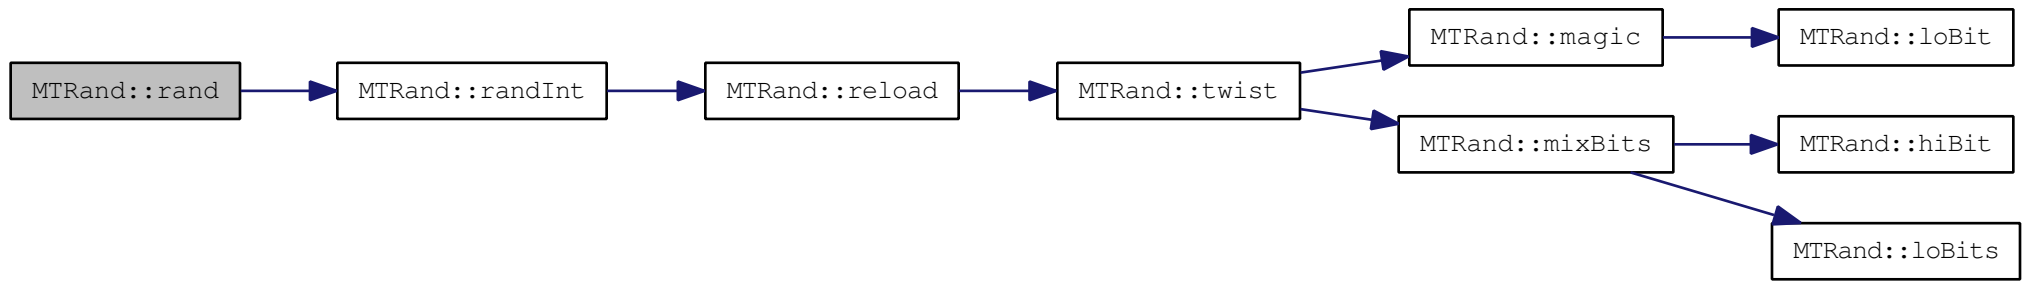 MTRand::rand
MTRand::randInt
MTRand::reload
MTRand::twist
MTRand::magic
MTRand::loBit
MTRand::mixBits
MTRand::hiBit
MTRand::loBits